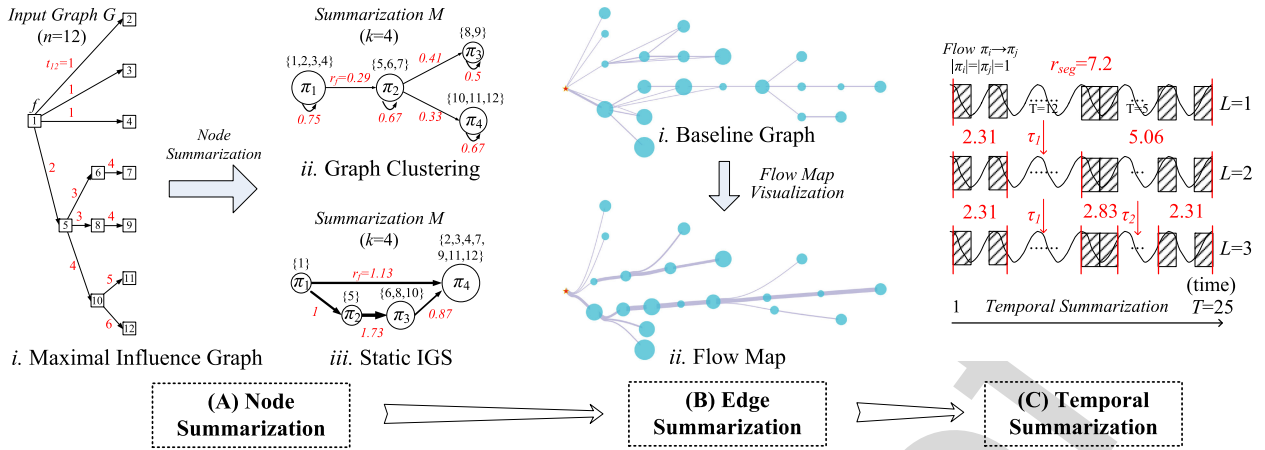 Input Graph G
(n=12)
2
t12=1
3
1
f
1
1
4
2
6
4
7
3
5
3
8
4
9
4
5
11
10
6
12
i. Maximal Influence Graph
Node
Summarization
Summarization M
(k=4)
{1,2,3,4}
{5,6,7}
{8,9}
π1
rf=0.29
π2
0.41
π3
0.5
0.75
0.67
0.33
{10,11,12}
π4
0.67
ii. Graph Clustering
Summarization M
(k=4)
{2,3,4,7,
9,11,12}
{1}
rf=1.13
π1
π4
{5}
{6,8,10}
1
π2
π3
0.87
1.73
iii. Static IGS
i. Baseline Graph
Flow Map
Visualization
ii. Flow Map
Flow πi→πj
|πi|=|πj|=1
rseg=7.2
......
T=12
...
T=5
L=1
2.31
τ1
5.06
......
...
L=2
2.31
τ1
2.83
τ2
2.31
......
...
L=3
(time)
1
Temporal Summarization
T=25
(A) Node
Summarization
(B) Edge
Summarization
(C) Temporal
Summarization